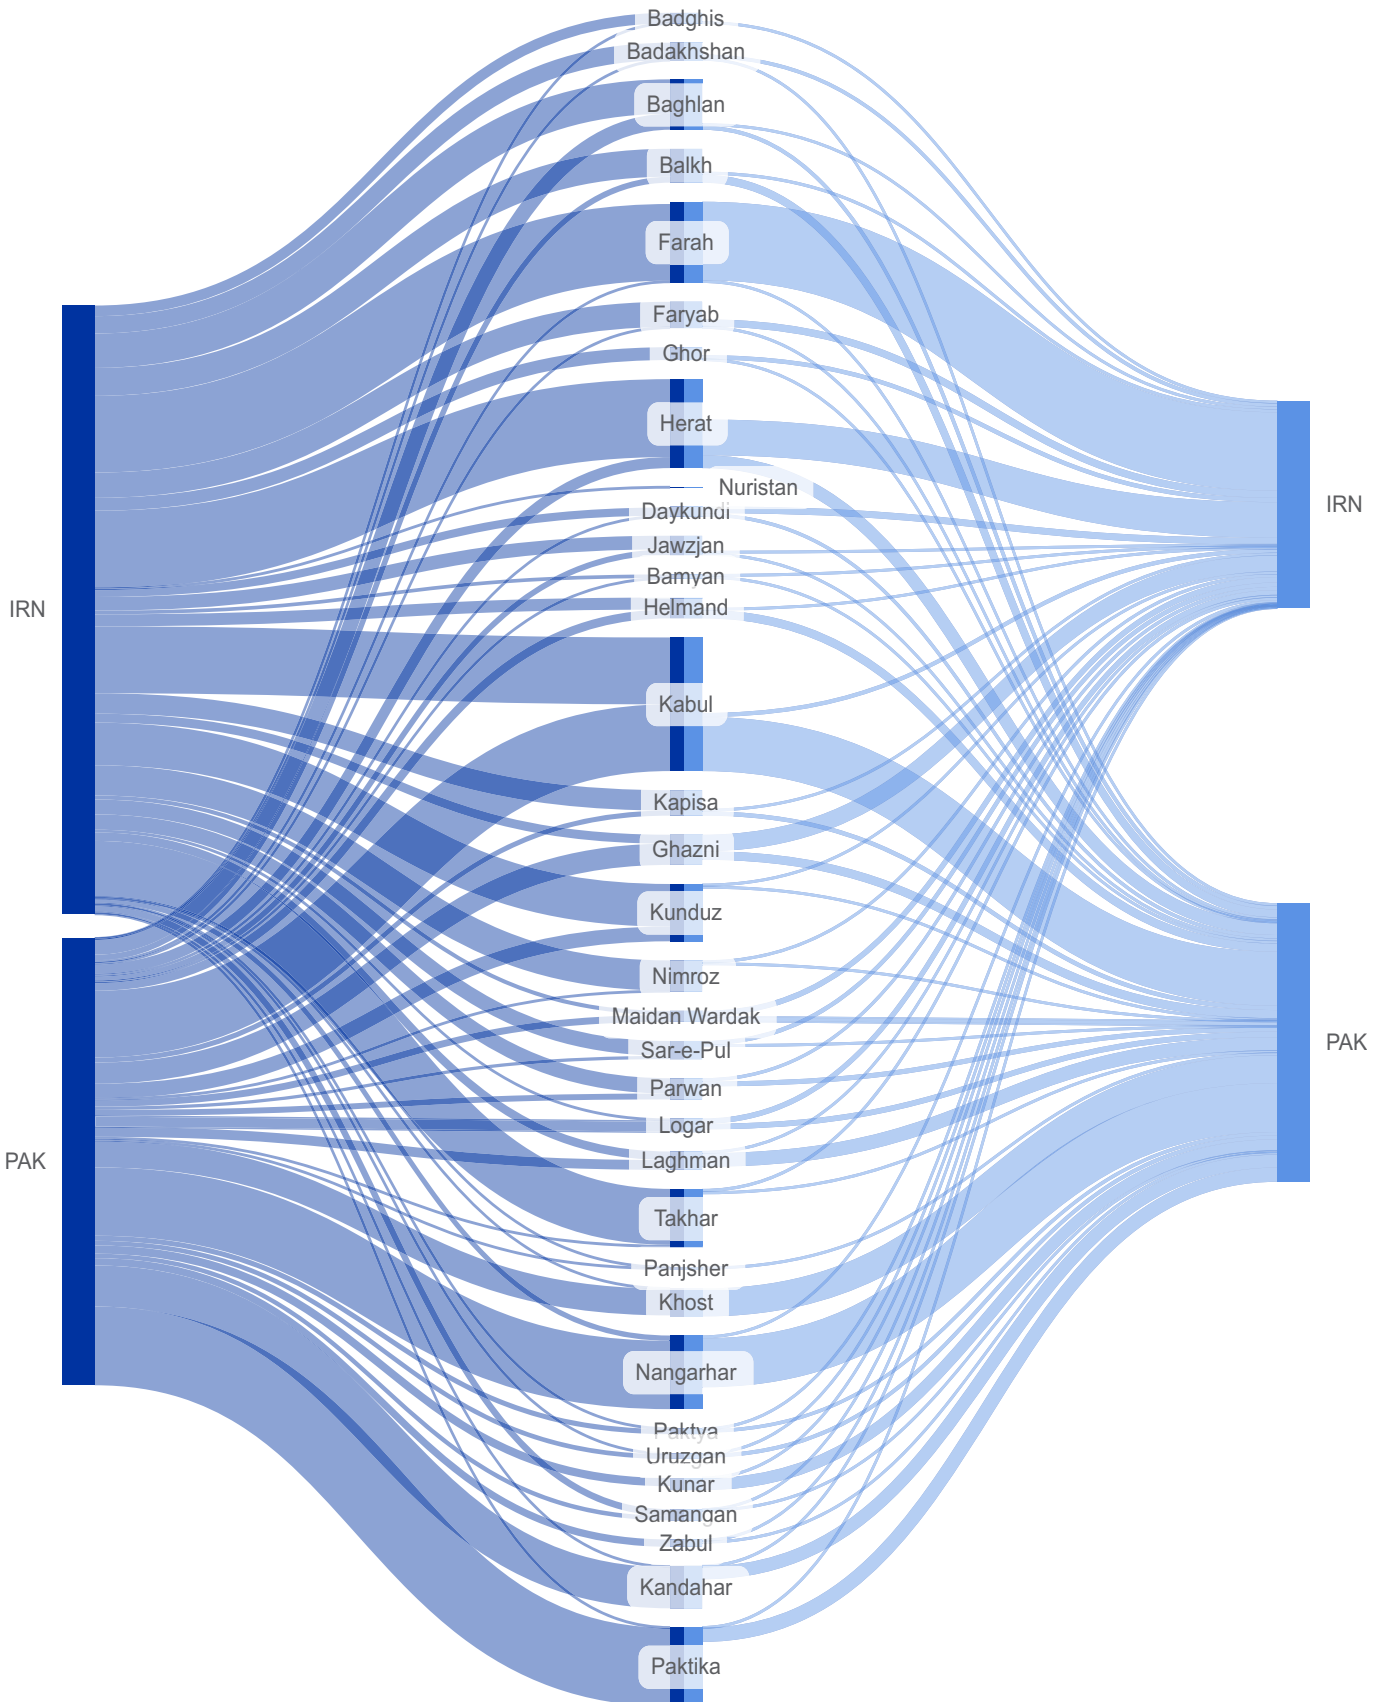 Badghis
Badakhshan
Baghlan
Balkh
Farah
Faryab
Ghor
Herat
Nuristan
IRN
Daykundi
Jawzjan
Bamyan
IRN
Helmand
Kabul
Kapisa
Ghazni
Kunduz
Nimroz
Maidan Wardak
PAK
Sar-e-Pul
Parwan
Logar
PAK
Laghman
Takhar
Panjsher
Khost
Nangarhar
Paktya
Uruzgan
Kunar
Samangan
Zabul
Kandahar
Paktika